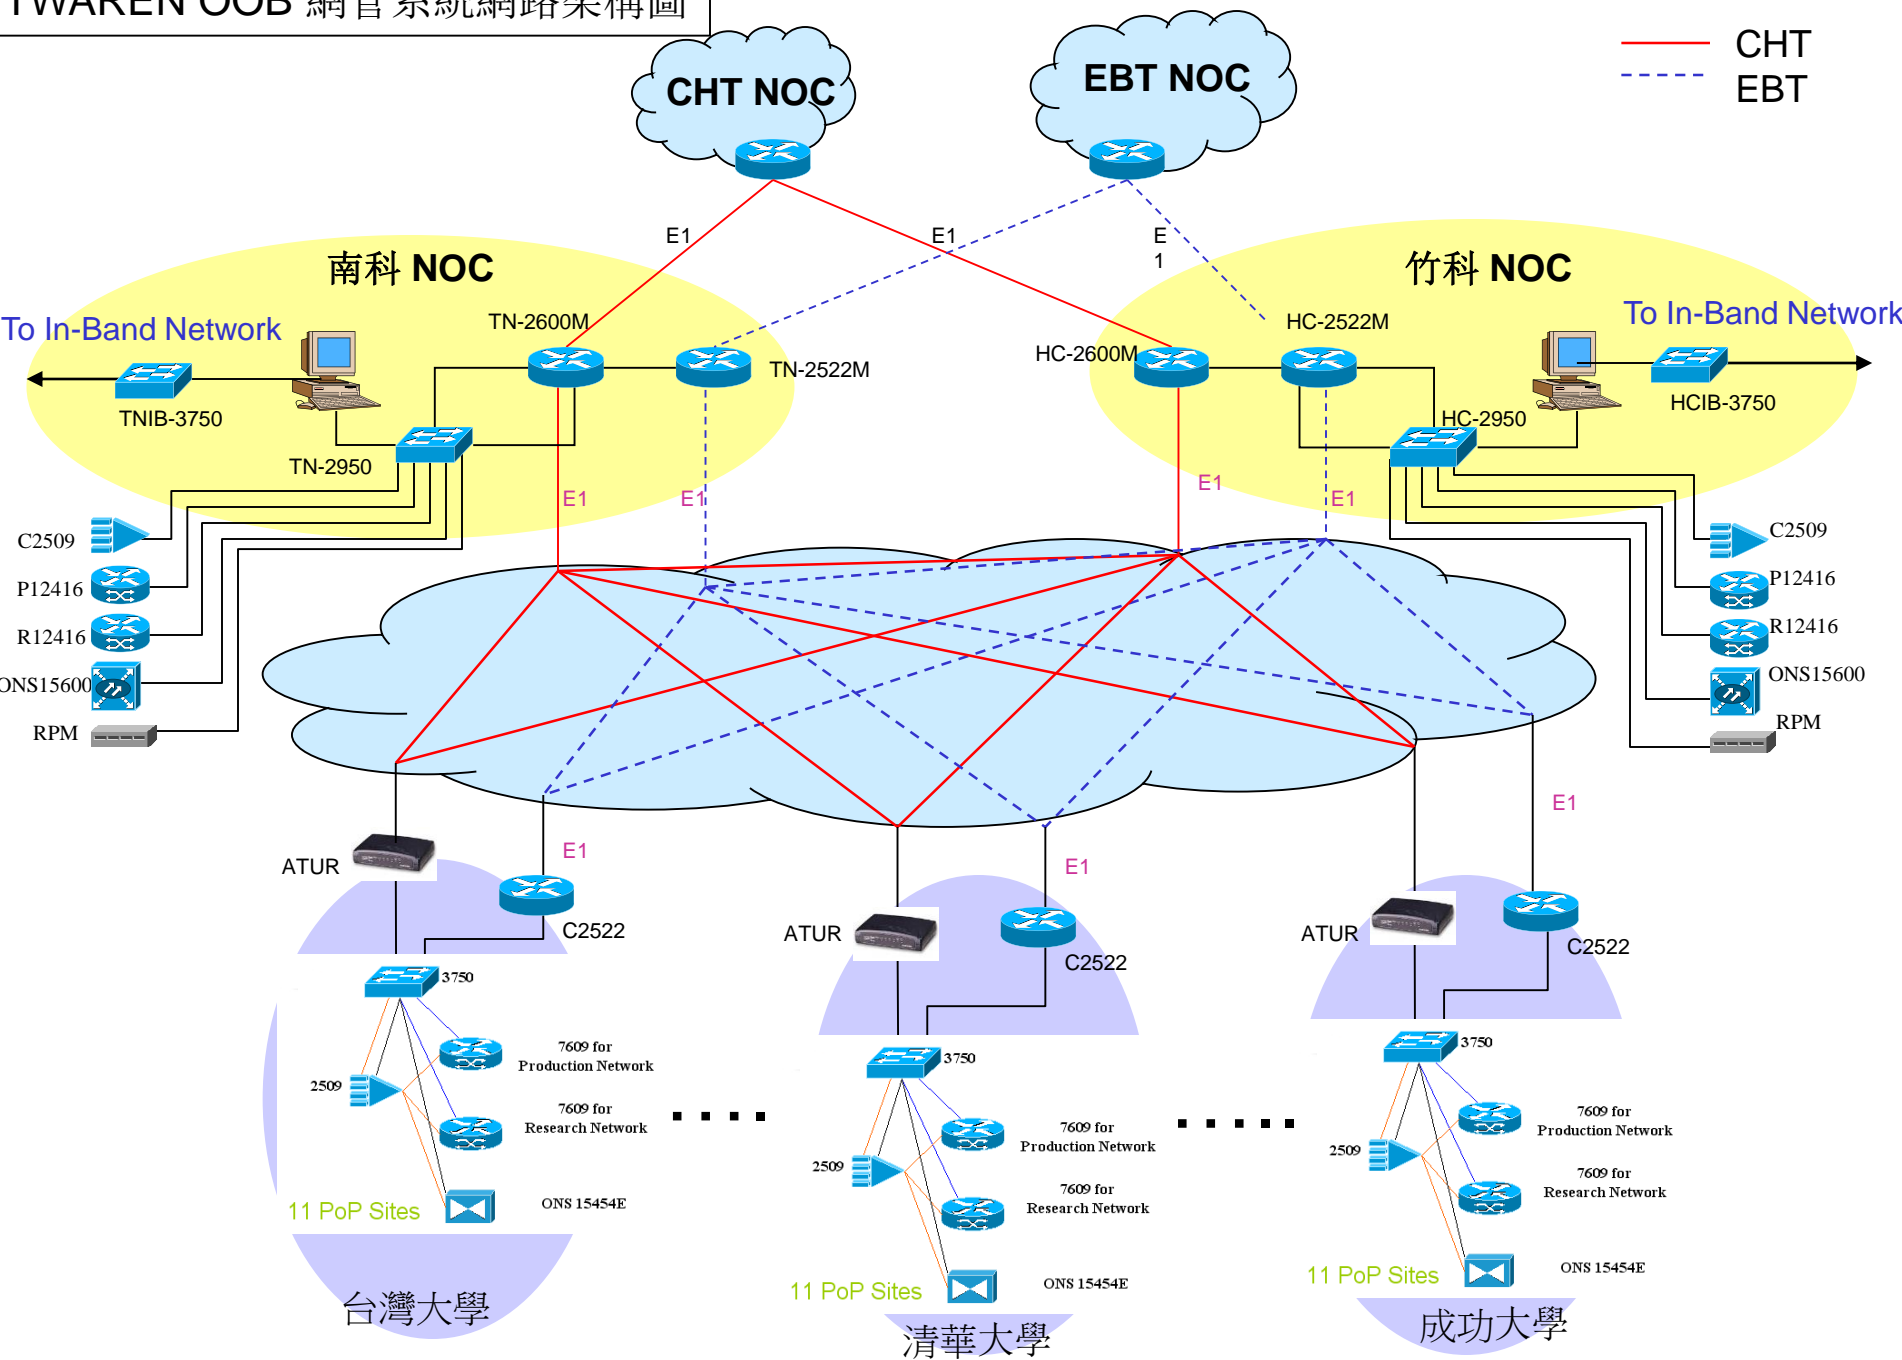 TWAREN OOB 網管系統網路架構圖
CHT
EBT
CHT NOC
EBT NOC
E1
E1
E
1
南科 NOC
竹科 NOC
To In-Band Network
To In-Band Network
TN-2600M
TN-2522M
HC-2522M
HC-2600M
TNIB-3750
HCIB-3750
TN-2950
HC-2950
E1
E1
E1
E1
C2509
P12416
R12416
ONS15600
RPM
C2509
P12416
R12416
ONS15600
RPM
E1
E1
E1
ATUR
C2522
ATUR
C2522
ATUR
C2522
3750
7609 for
Production Network
2509
7609 for
Research Network
ONS 15454E
11 PoP Sites
台灣大學
3750
7609 for
Production Network
2509
7609 for
Research Network
ONS 15454E
11 PoP Sites
清華大學
3750
7609 for
Production Network
2509
7609 for
Research Network
ONS 15454E
11 PoP Sites
成功大學